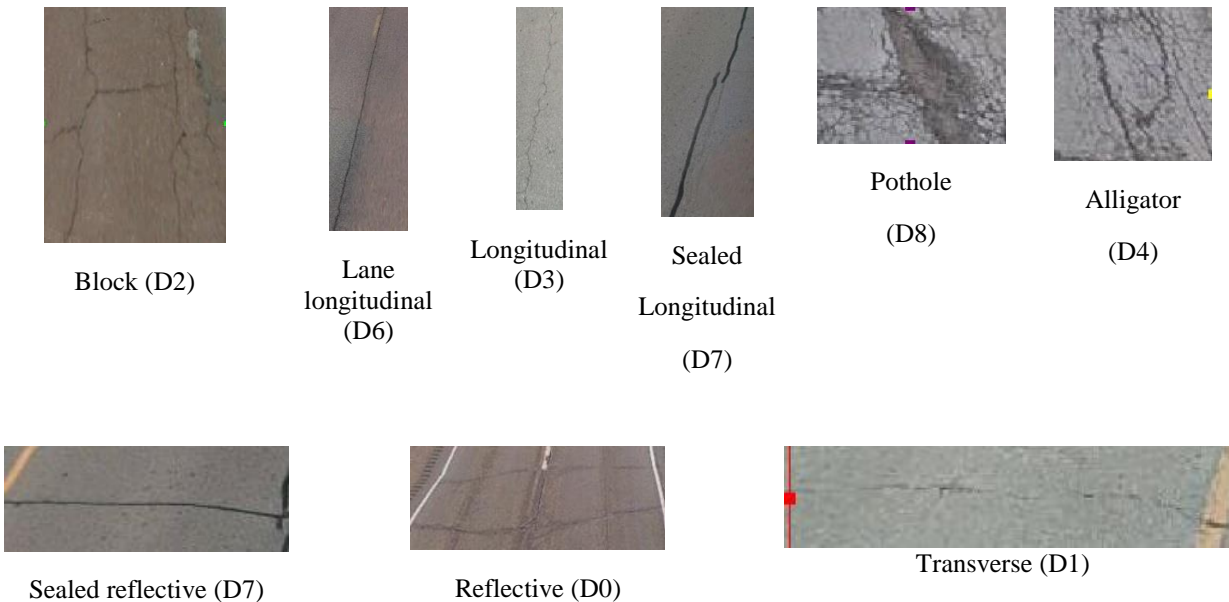 Block (D2)
Lane
longitudinal
(D6)
Longitudinal
(D3)
Sealed
Longitudinal
(D7)
Pothole
(D8)
Alligator
(D4)
Sealed reflective (D7)
Reflective (D0)
Transverse (D1)